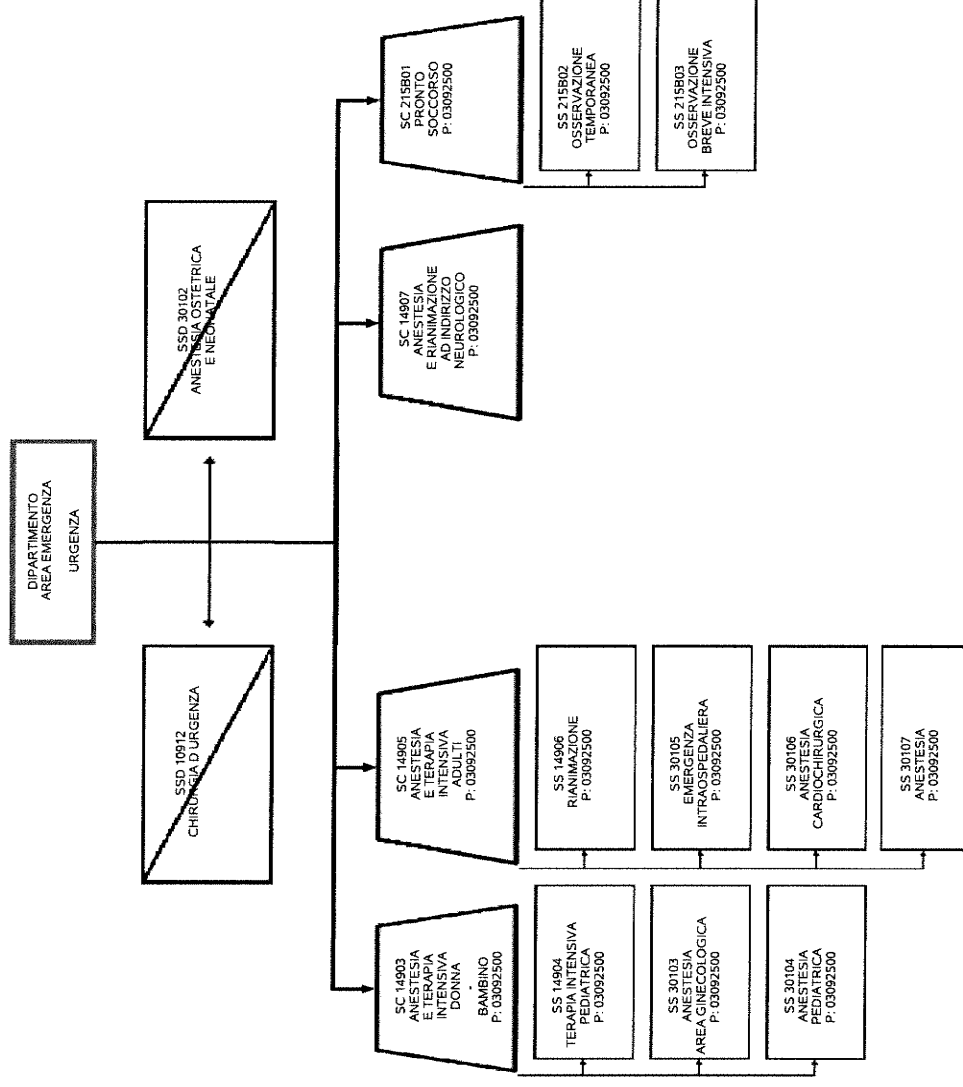 DIPARTIMENTO
AREA EMERGENZA
URGENZA
SSD 10912
CHIRURGIA D URGENZA
SSD 30102
ANESTESIA OSTETRICA
E NEONATALE
SC 14903
ANESTESIA
E TERAPIA
INTENSIVA
DONNA
-
BAMBINO
P: 03092500
SS 14904
TERAPIA INTENSIVA
PEDIATRICA
P: 03092500
SS 30103
ANESTESIA
AREA GINECOLOGICA
P: 03092500
SS 30104
ANESTESIA
PEDIATRICA
P: 03092500
SC 14905
ANESTESIA
E TERAPIA
INTENSIVA
ADULTI
P: 03092500
SS 14906
RIANIMAZIONE
P: 03092500
SS 30105
EMERGENZA
INTRAOSPEDALIERA
P: 03092500
SS 30106
ANESTESIA
CARDIOCHIRURGICA
P: 03092500
SS 30107
ANESTESIA
P: 03092500
SC 14907
ANESTESIA
E RIANIMAZIONE
AD INDIRIZZO
NEUROLOGICO
P: 03092500
SC 215B01
PRONTO
SOCCORSO
P: 03092500
SS 215B02
OSSERVAZIONE
TEMPORANEA
P: 03092500
SS 215B03
OSSERVAZIONE
BREVE INTENSIVA
P: 03092500